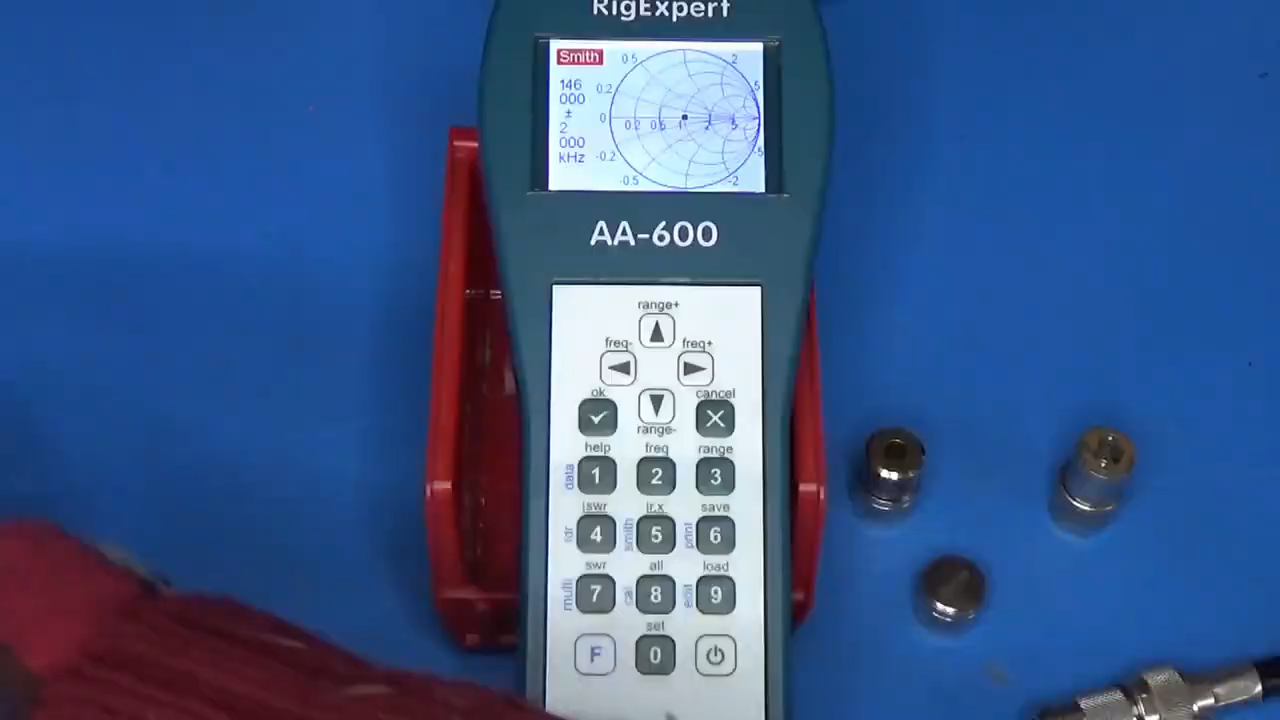 RigExpert
Smith
0.5 2
146
000
±
2
000
kHz
0.2 5
0 0.2 0.5 1 2 5
-0.2 -5
-0.5 -2
AA-600
range+
freq- freq+
ok cancel
range-
help freq range
data 1 2 3
|swr |r,x save
tdr 4 smith 5 print 6
swr all load
multi 7 cal 8 edit 9
set
F 0